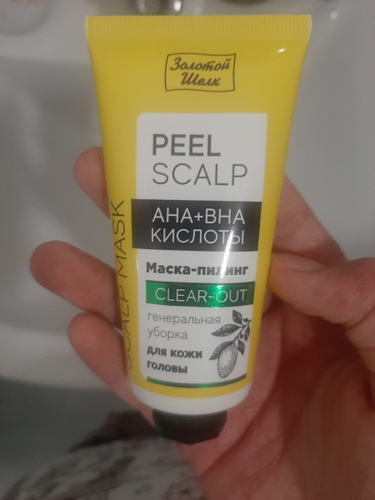 Золотой
Шелк
PEEL
SCALP
AHA+BHA
КИСЛОТЫ
Маска-пилинг
CLEAR-OUT
генеральная
уборка
для кожи
головы
SCALP MASK